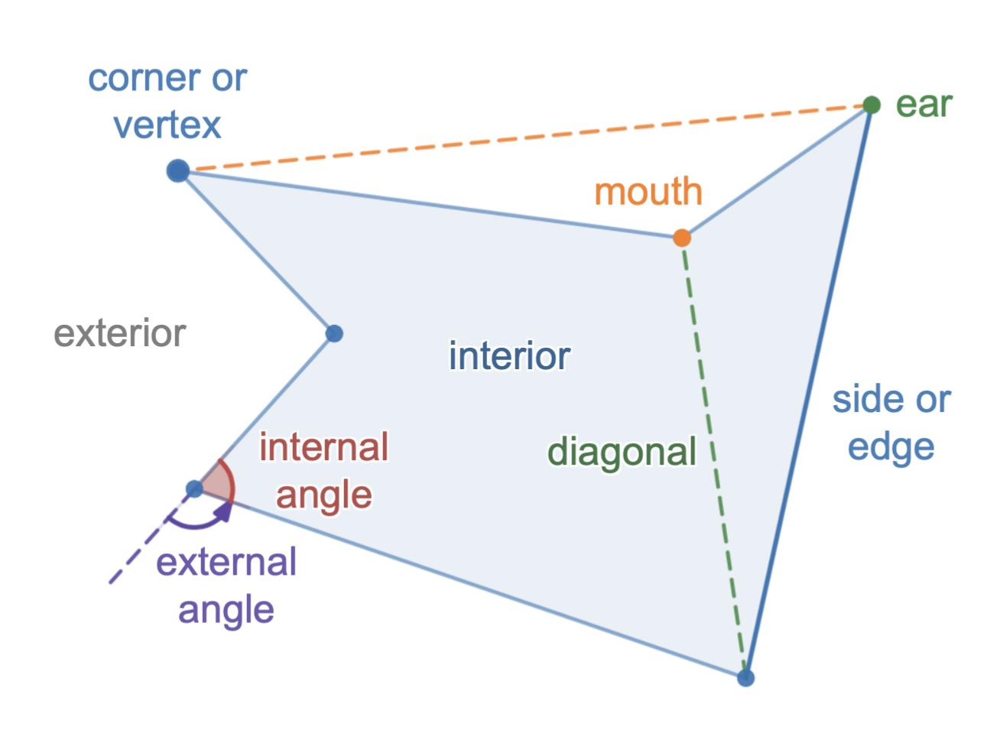 corner or
vertex
ear
mouth
exterior
interior
side or
edge
internal
angle
diagonal
external
angle